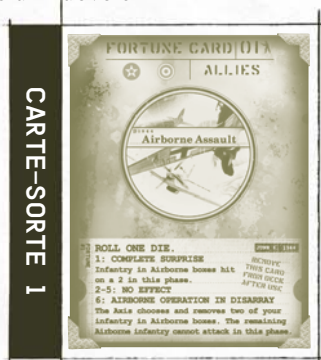 CARTE-SORTE 1
FORTUNE CARD 01
ALLIES
Airborne Assault
ROLL ONE DIE.
1: COMPLETE SURPRISE
Infantry in Airborne boxes hit
on a 2 in this phase.
2-5: NO EFFECT
6: AIRBORNE OPERATION IN DISARRAY
The Axis chooses and removes two of your
infantry in Airborne boxes. The remaining
Airborne infantry cannot attack in this phase.
REMOVE
THIS CARD
FROM DECK
AFTER USE